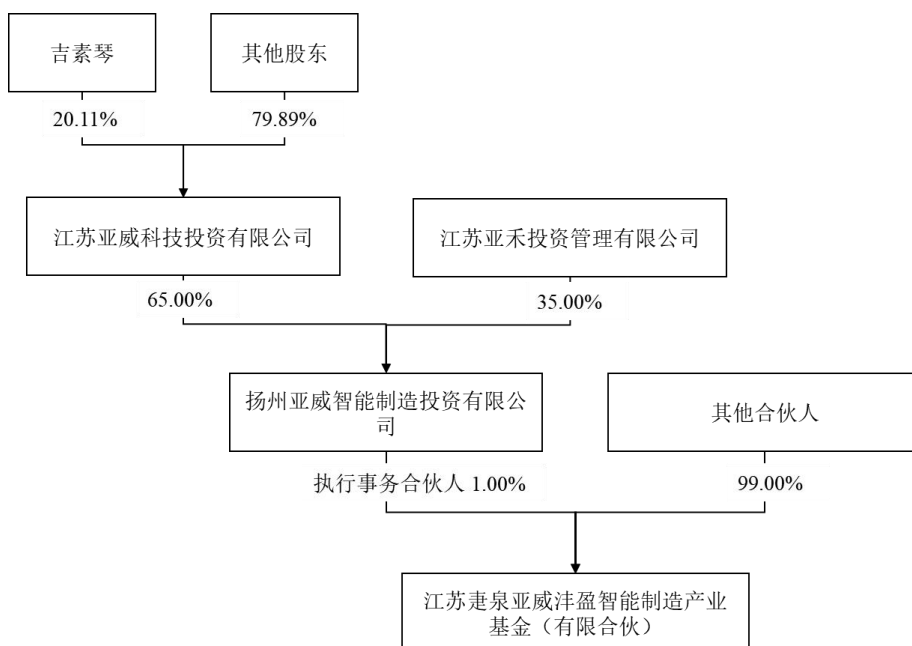 吉素琴
其他股东
20.11%
79.89%
江苏亚威科技投资有限公司
江苏亚禾投资管理有限公司
65.00%
35.00%
扬州亚威智能制造投资有限公
司
其他合伙人
执行事务合伙人 1.00%
99.00%
江苏疌泉亚威沣盈智能制造产业
基金（有限合伙）